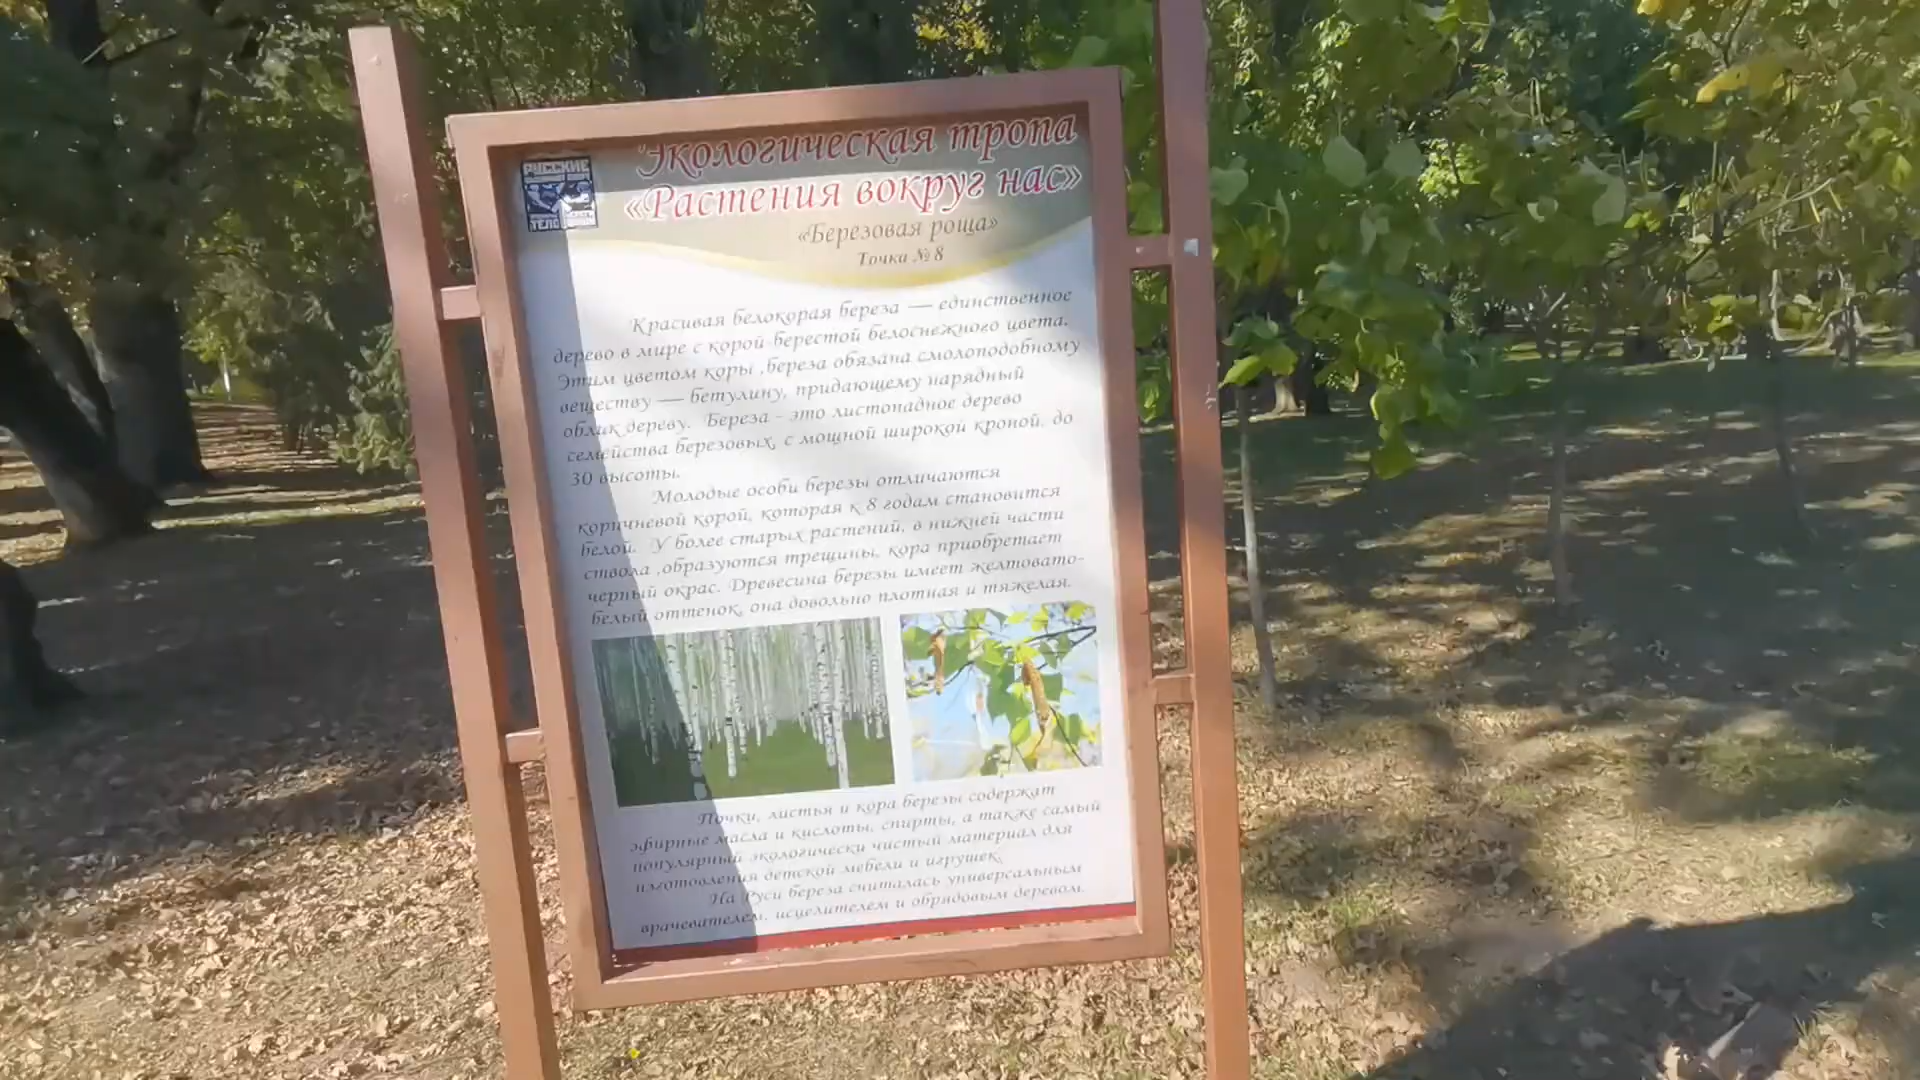 Экологическая тропа
«Растения вокруг нас»
«Березовая роща»
Точка № 8
РУССКИЕ
ТЕЛО
Красивая белокорая береза — единственное
дерево в мире с корой берестой белоснежного цвета.
Этим цветом коры ,береза обязана смолоподобному
веществу — бетулину, придающему нарядный
облик дереву. Береза - это листопадное дерево
семейства березовых, с мощной широкой кроной, до
30 высоты.
Молодые особи березы отличаются
коричневой корой, которая к 8 годам становится
белой. У более старых растений, в нижней части
ствола ,образуются трещины, кора приобретает
черный окрас. Древесина березы имеет желтовато-
белый оттенок, она довольно плотная и тяжелая.
Почки, листья и кора березы содержат
эфирные масла и кислоты, спирты, а также самый
популярный экологически чистый материал для
изготовления детской мебели и игрушек.
На Руси береза считалась универсальным
врачевателем, исцелителем и обрядовым деревом.